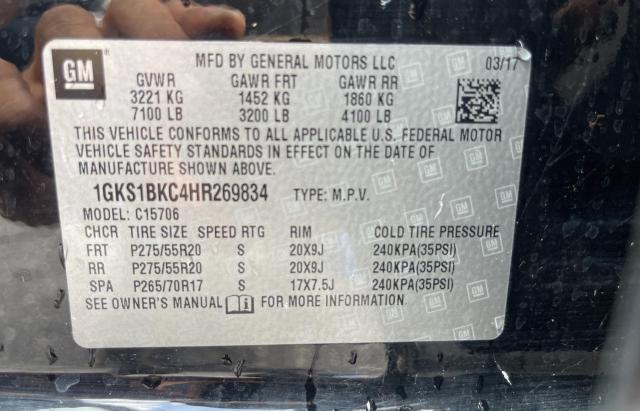 GM
MFD BY GENERAL MOTORS LLC 03/17
GVWR GAWR FRT GAWR RR
3221 KG 1452 KG 1860 KG
7100 LB 3200 LB 4100 LB
THIS VEHICLE CONFORMS TO ALL APPLICABLE U.S. FEDERAL MOTOR
VEHICLE SAFETY STANDARDS IN EFFECT ON THE DATE OF
MANUFACTURE SHOWN ABOVE.
1GKS1BKC4HR269834 TYPE: M.P.V.
MODEL: C15706
CHCR TIRE SIZE SPEED RTG RIM COLD TIRE PRESSURE
FRT P275/55R20 S 20X9J 240KPA(35PSI)
RR P275/55R20 S 20X9J 240KPA(35PSI)
SPA P265/70R17 S 17X7.5J 240KPA(35PSI)
SEE OWNER'S MANUAL i FOR MORE INFORMATION.